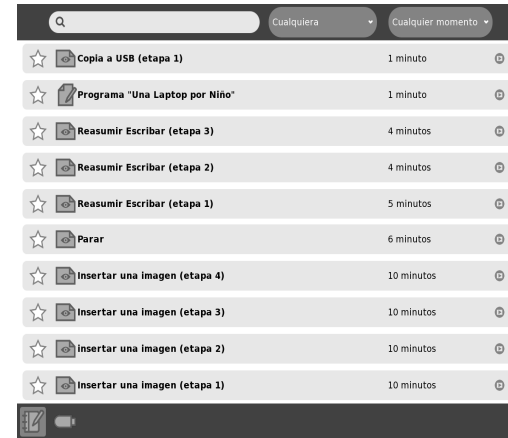 Cualquiera Cualquier momento
Copia a USB (etapa 1) 1 minuto
Programa "Una Laptop por Niño" 1 minuto
Reasumir Escribar (etapa 3) 4 minutos
Reasumir Escribar (etapa 2) 4 minutos
Reasumir Escribar (etapa 1) 5 minutos
Parar 6 minutos
Insertar una imagen (etapa 4) 10 minutos
Insertar una imagen (etapa 3) 10 minutos
insertar una imagen (etapa 2) 10 minutos
Insertar una imagen (etapa 1) 10 minutos